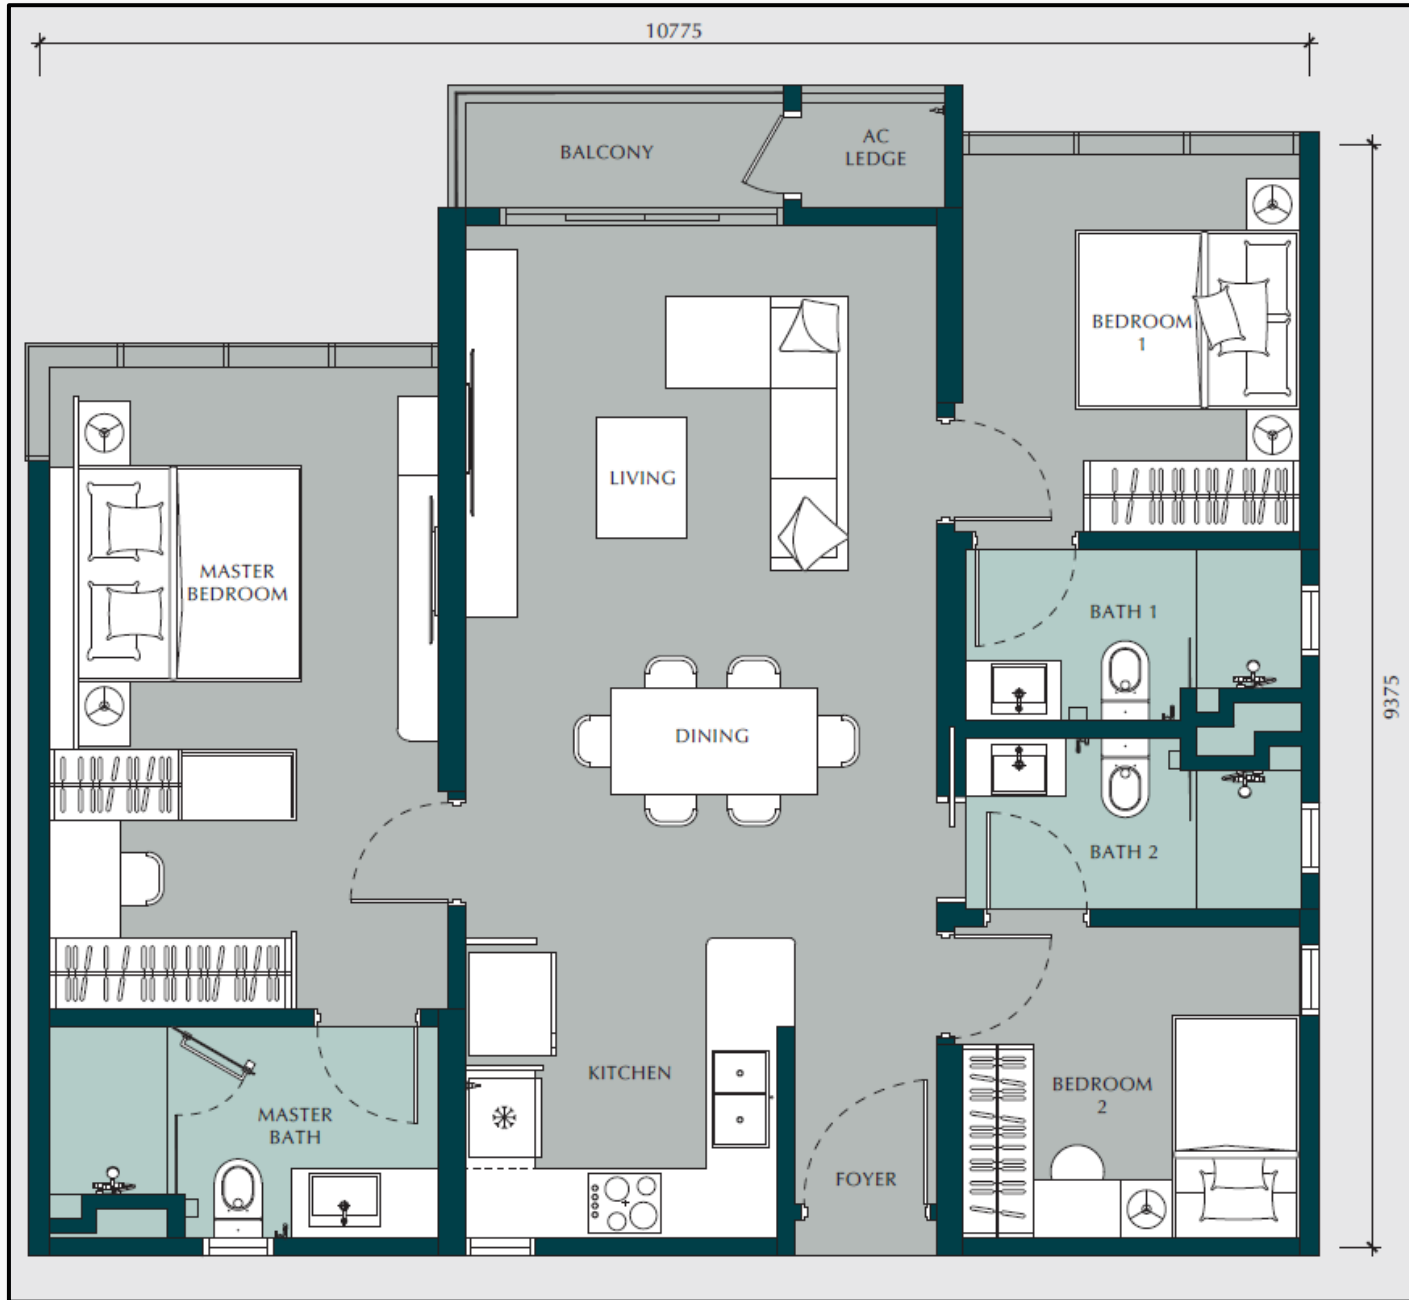 10775
BALCONY
AC
LEDGE
BEDROOM
1
LIVING
MASTER
BEDROOM
BATH 1
9375
DINING
BATH 2
KITCHEN
BEDROOM
2
MASTER
BATH
FOYER